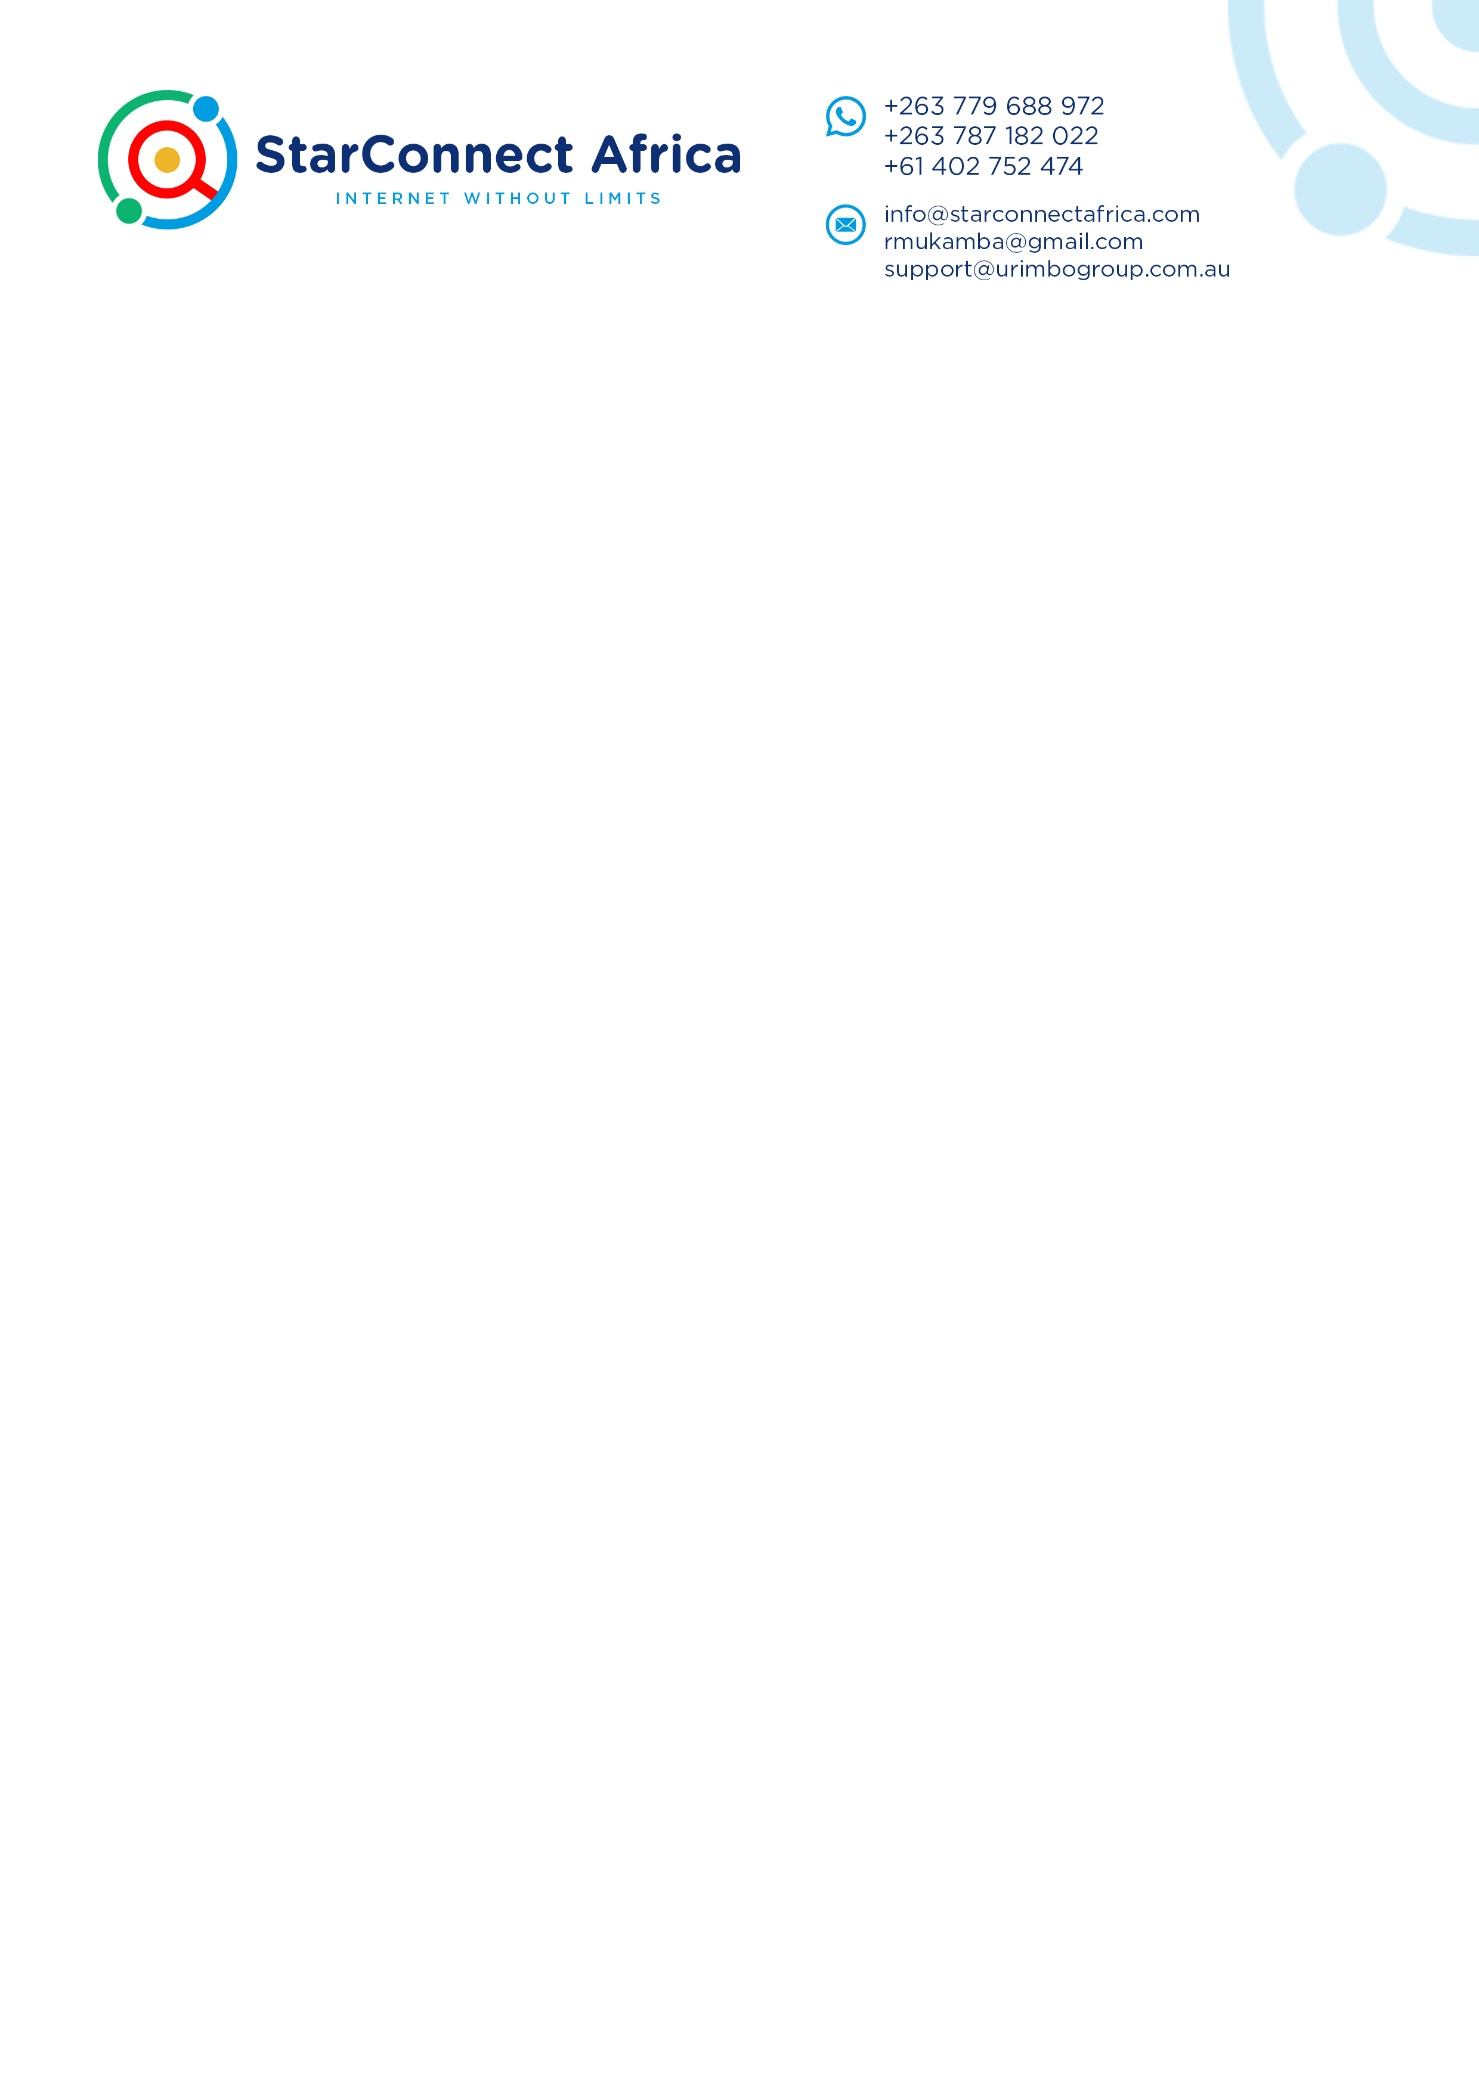 StarConnect Africa
INTERNET WITHOUT LIMITS
+263 779 688 972
+263 787 182 022
+61 402 752 474
info@starconnectafrica.com
rmukamba@gmail.com
support@urimbogroup.com.au